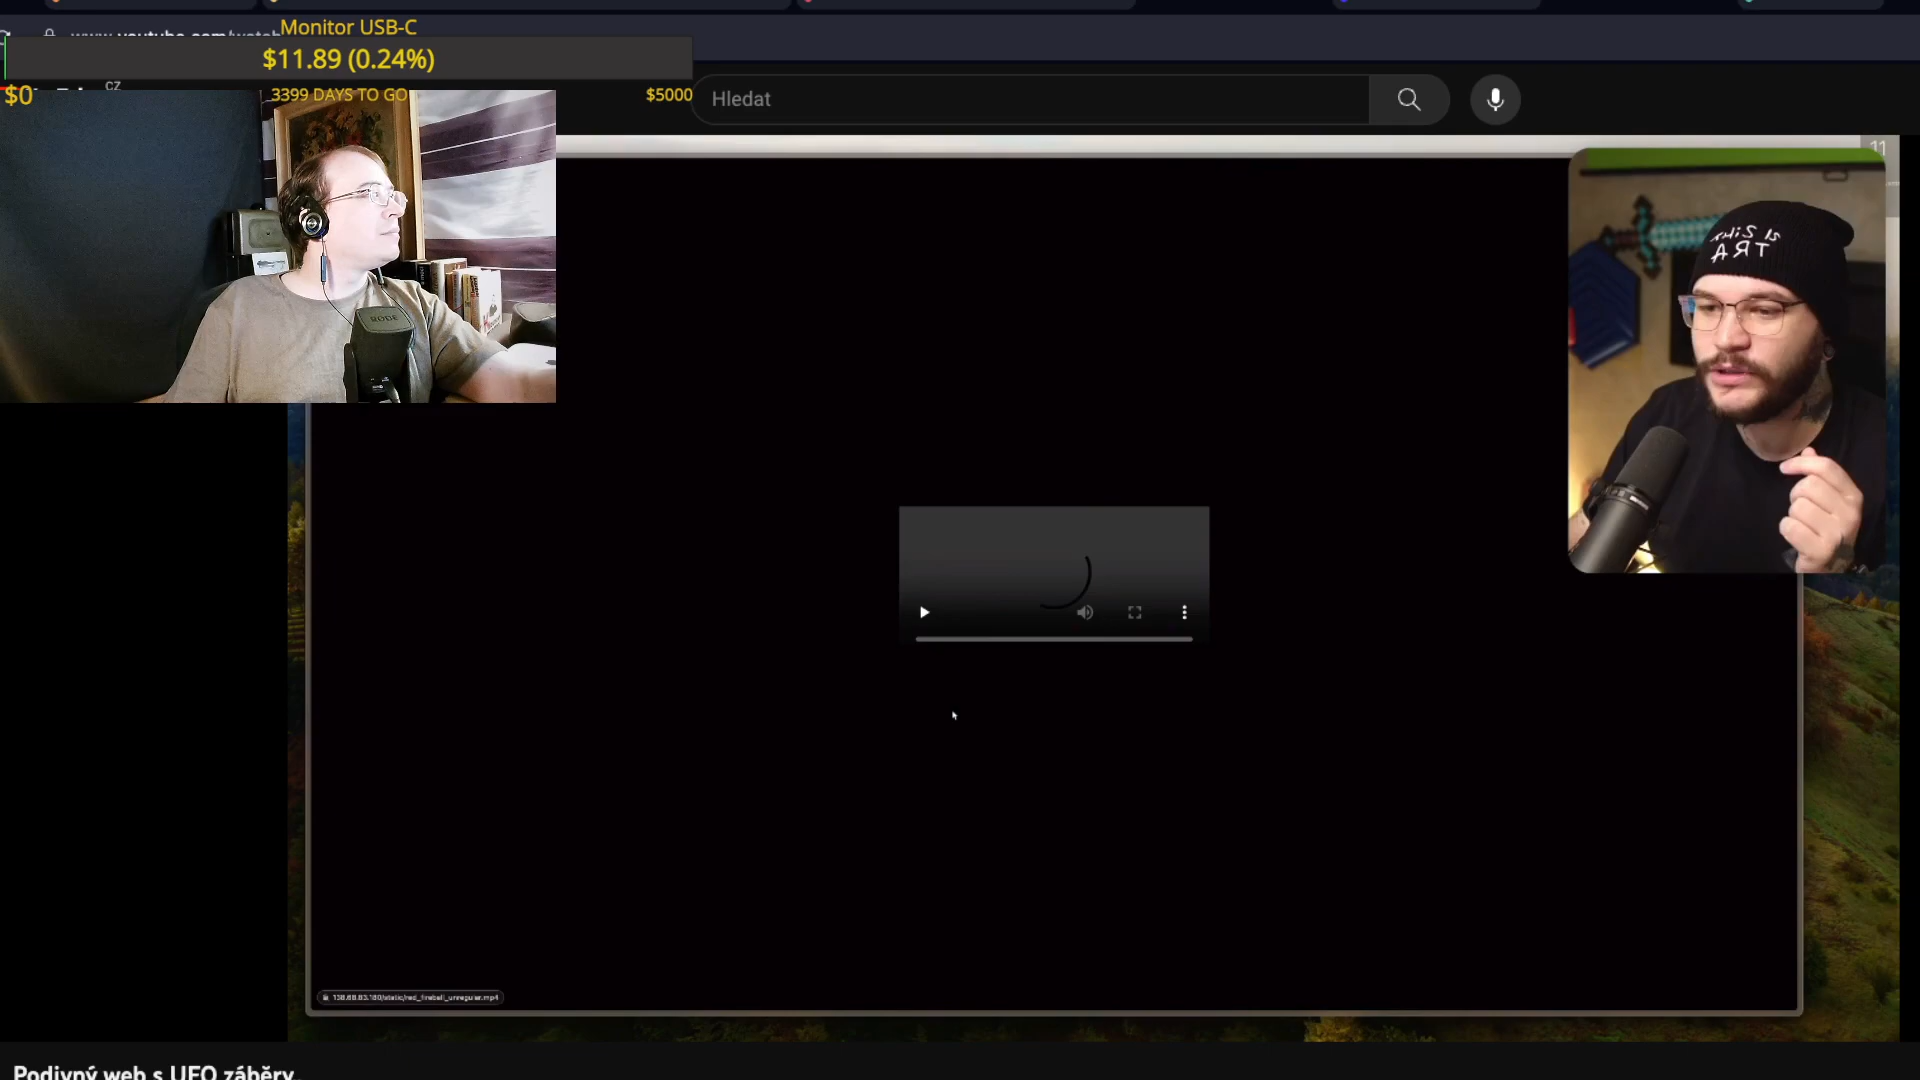 Monitor USB-C
$11.89 (0.24%)
CZ
$0
3399 DAYS TO GO
$5000
Hledat
11
THIS IS
ART
RODE
Podivný web s UFO záběry..